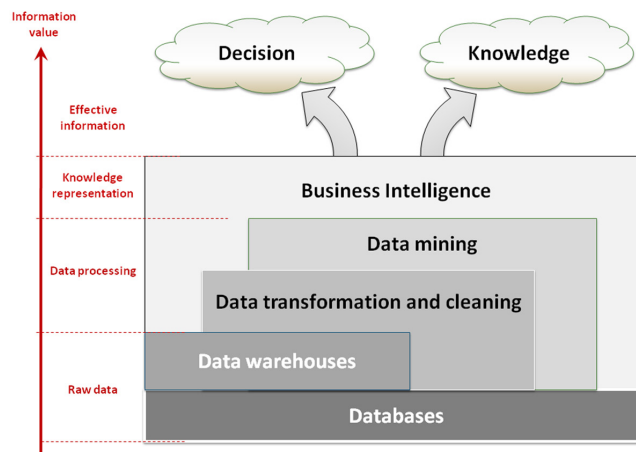 Information
value
Decision
Knowledge
Effective
information
Knowledge
representation
Business Intelligence
Data mining
Data processing
Data transformation and cleaning
Data warehouses
Raw data
Databases